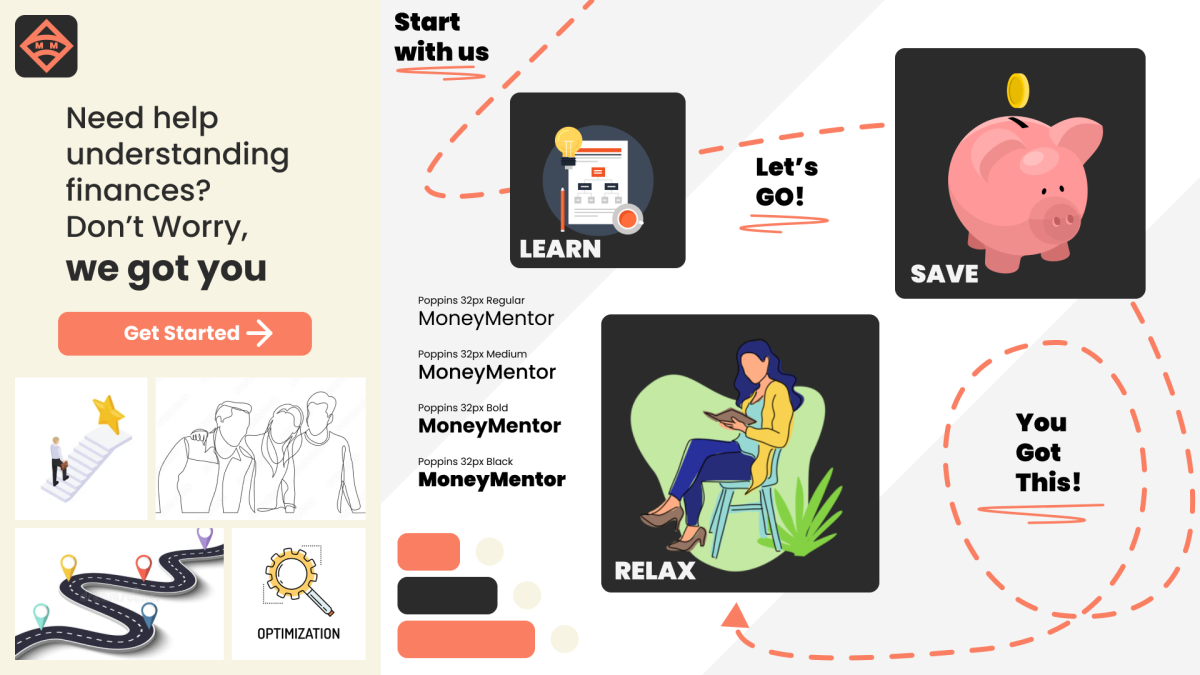 M M
Need help
understanding
finances?
Don’t Worry,
we got you
Get Started
OPTIMIZATION
Start
with us
LEARN
Let’s
GO!
SAVE
Poppins 32px Regular
MoneyMentor
Poppins 32px Medium
MoneyMentor
Poppins 32px Bold
MoneyMentor
Poppins 32px Black
MoneyMentor
RELAX
You
Got
This!